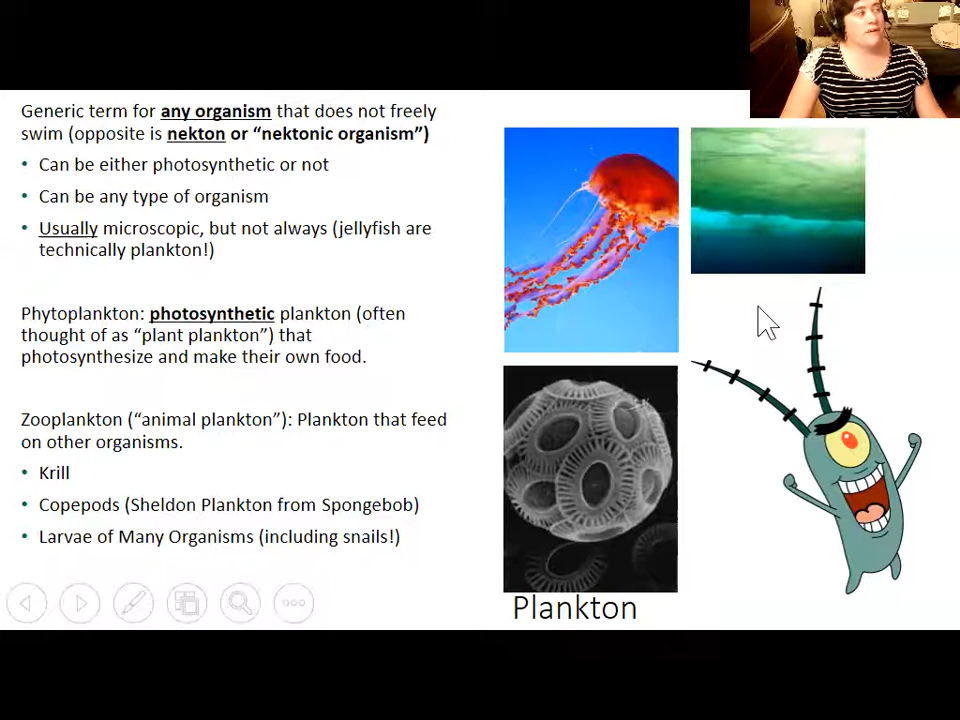 Generic term for any organism that does not freely
swim (opposite is nekton or “nektonic organism”)
• Can be either photosynthetic or not
• Can be any type of organism
• Usually microscopic, but not always (jellyfish are
technically plankton!)
Phytoplankton: photosynthetic plankton (often
thought of as “plant plankton”) that
photosynthesize and make their own food.
Zooplankton (“animal plankton”): Plankton that feed
on other organisms.
• Krill
• Copepods (Sheldon Plankton from Spongebob)
• Larvae of Many Organisms (including snails!)
Plankton